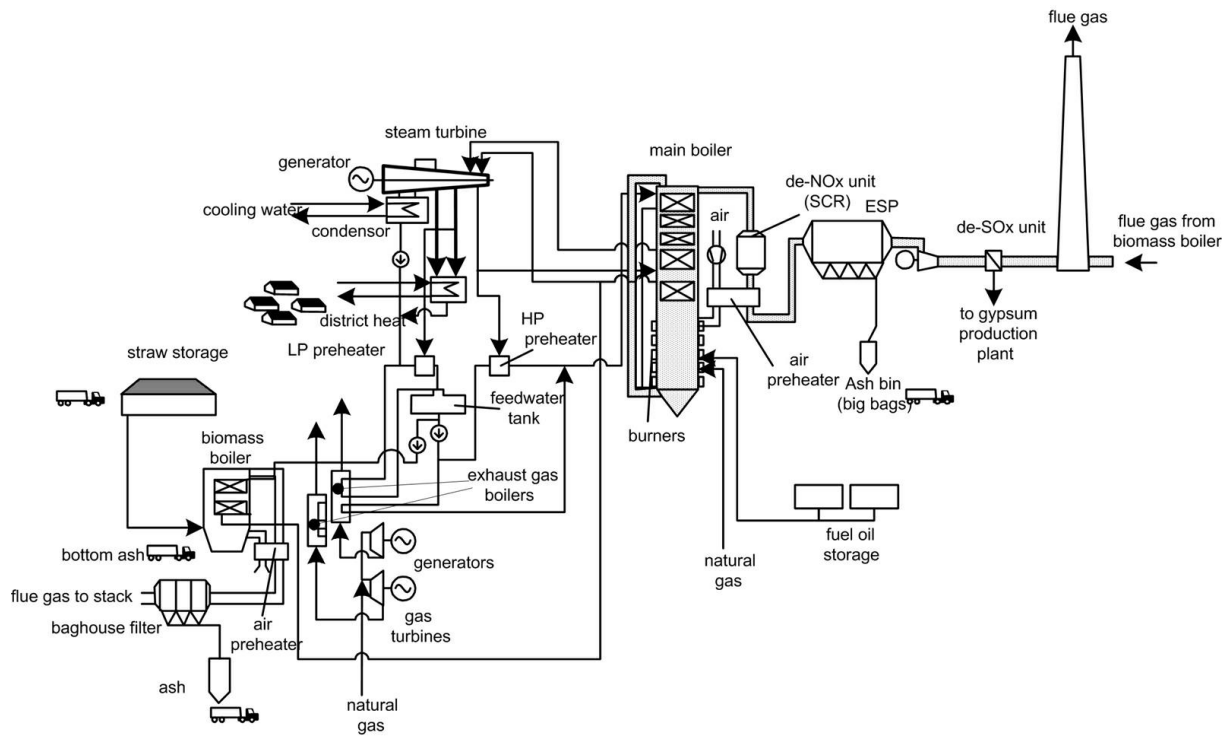 flue gas
steam turbine
main boiler
generator
de-NOx unit
(SCR)
ESP
air
cooling water
condensor
de-SOx unit
flue gas from
biomass boiler
district heat
HP
preheater
to gypsum
production
plant
LP preheater
straw storage
air
preheater
Ash bin
(big bags)
feedwater
tank
burners
biomass
boiler
exhaust gas
boilers
fuel oil
storage
bottom ash
generators
natural
gas
flue gas to stack
baghouse filter
air
preheater
gas
turbines
ash
natural
gas